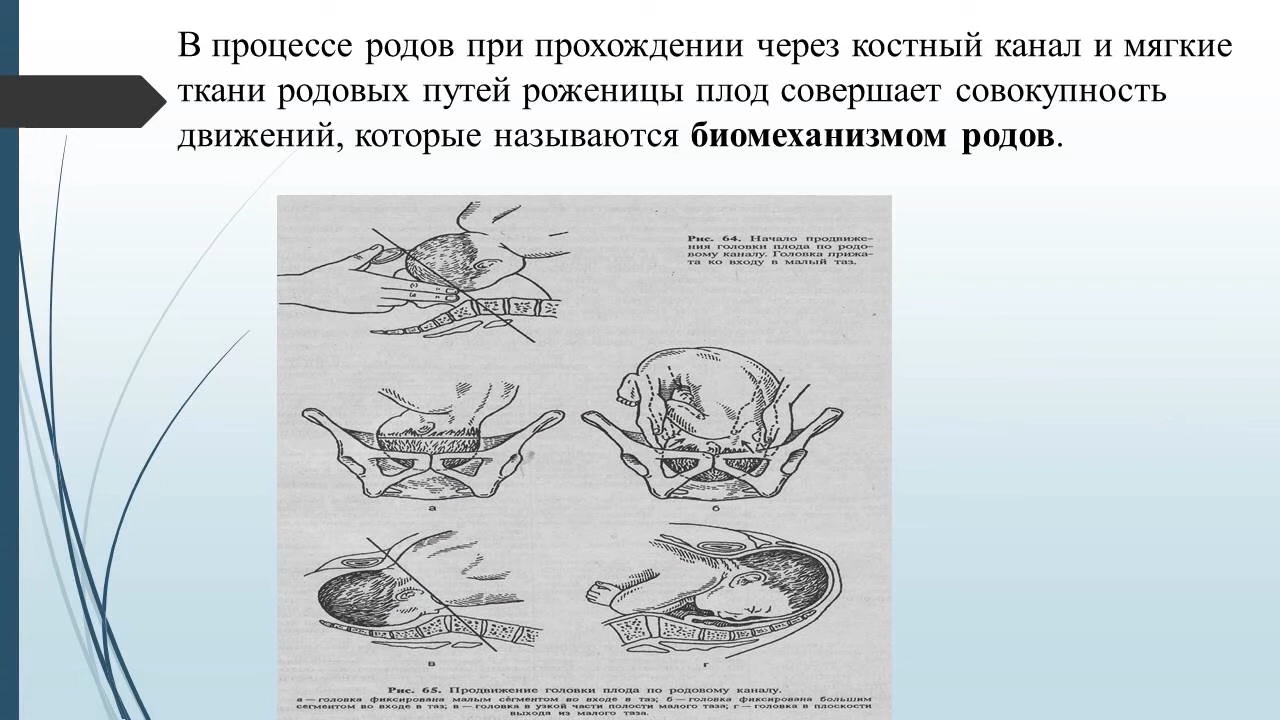 В процессе родов при прохождении через костный канал и мягкие
ткани родовых путей роженицы плод совершает совокупность
движений, которые называются биомеханизмом родов.
Рис. 64. Начало продвиже-
ния головки плода по родо-
вому каналу. Головка прижа-
та ко входу в малый таз.
а
б
в
г
Рис. 65. Продвижение головки плода по родовому каналу.
а — головка фиксирована малым сегментом во входе в таз; б — головка фиксирована большим
сегментом во входе в таз; в — головка в узкой части полости малого таза; г — головка в плоскости
выхода из малого таза.